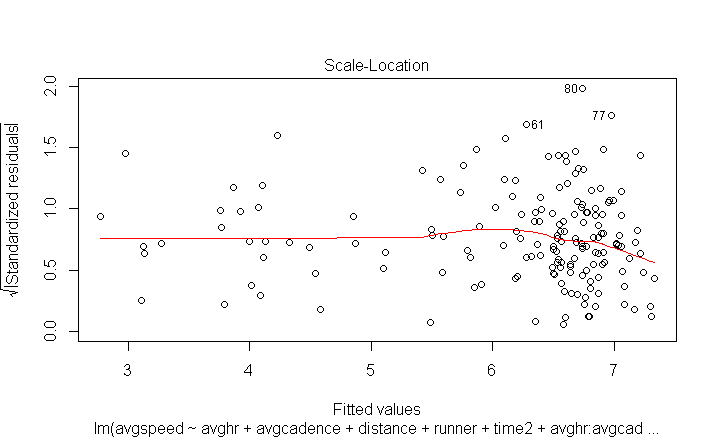 Scale-Location
√|Standardized residuals|
2.0
1.5
1.0
0.5
0.0
80
77
61
3 4 5 6 7
Fitted values
lm(avgspeed ~ avghr + avgcadence + distance + runner + time2 + avghr:avgcad ...